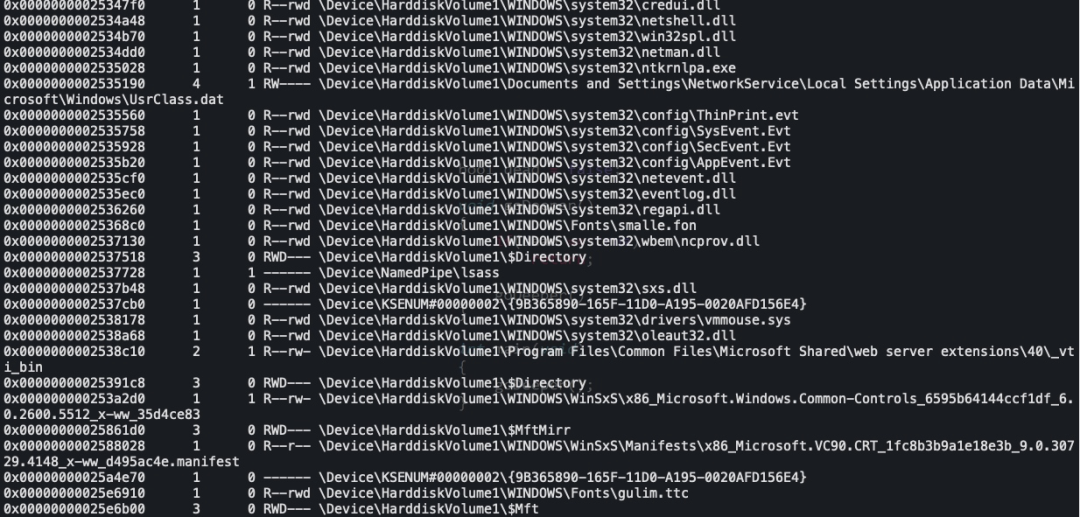 0x00000000025347f0 1 0 R--rwd \Device\HarddiskVolume1\WINDOWS\system32\credui.dll
0x0000000002534a48 1 0 R--rwd \Device\HarddiskVolume1\WINDOWS\system32\netshell.dll
0x0000000002534b70 1 0 R--rwd \Device\HarddiskVolume1\WINDOWS\system32\win32spl.dll
0x0000000002534dd0 1 0 R--rwd \Device\HarddiskVolume1\WINDOWS\system32\netman.dll
0x0000000002535028 1 0 R--rwd \Device\HarddiskVolume1\WINDOWS\system32\ntkrnlpa.exe
0x0000000002535190 4 1 RW---- \Device\HarddiskVolume1\Documents and Settings\NetworkService\Local Settings\Application Data\Mi
crosoft\Windows\UsrClass.dat
0x0000000002535560 1 0 R--rwd \Device\HarddiskVolume1\WINDOWS\system32\config\ThinPrint.evt
0x0000000002535758 1 0 R--rwd \Device\HarddiskVolume1\WINDOWS\system32\config\SysEvent.Evt
0x0000000002535928 1 0 R--rwd \Device\HarddiskVolume1\WINDOWS\system32\config\SecEvent.Evt
0x0000000002535b20 1 0 R--rwd \Device\HarddiskVolume1\WINDOWS\system32\config\AppEvent.Evt
0x0000000002535cf0 1 0 R--rwd \Device\HarddiskVolume1\WINDOWS\system32\netevent.dll
0x0000000002535ec0 1 0 R--rwd \Device\HarddiskVolume1\WINDOWS\system32\eventlog.dll
0x0000000002536260 1 0 R--rwd \Device\HarddiskVolume1\WINDOWS\system32\regapi.dll
0x00000000025368c0 1 0 R--rwd \Device\HarddiskVolume1\WINDOWS\Fonts\smalle.fon
0x0000000002537130 1 0 R--rwd \Device\HarddiskVolume1\WINDOWS\system32\wbem\ncprov.dll
0x0000000002537518 3 0 RWD--- \Device\HarddiskVolume1\$Directory
0x0000000002537728 1 1 ------ \Device\NamedPipe\lsass
0x0000000002537b48 1 0 R--rwd \Device\HarddiskVolume1\WINDOWS\system32\sxs.dll
0x0000000002537cb0 1 0 ------ \Device\KSENUM#00000002\{9B365890-165F-11D0-A195-0020AFD156E4}
0x0000000002538178 1 0 R--rwd \Device\HarddiskVolume1\WINDOWS\system32\drivers\vmmouse.sys
0x0000000002538a68 1 0 R--rwd \Device\HarddiskVolume1\WINDOWS\system32\oleaut32.dll
0x0000000002538c10 2 1 R--rw- \Device\HarddiskVolume1\Program Files\Common Files\Microsoft Shared\web server extensions\40\_vt
i_bin
0x00000000025391c8 3 0 RWD--- \Device\HarddiskVolume1\$Directory
0x000000000253a2d0 1 1 R--rw- \Device\HarddiskVolume1\WINDOWS\WinSxS\x86_Microsoft.Windows.Common-Controls_6595b64144ccf1df_6.
0.2600.5512_x-ww_35d4ce83
0x00000000025861d0 3 0 RWD--- \Device\HarddiskVolume1\$MftMirr
0x0000000002588028 1 0 R--r-- \Device\HarddiskVolume1\WINDOWS\WinSxS\Manifests\x86_Microsoft.VC90.CRT_1fc8b3b9a1e18e3b_9.0.307
29.4148_x-ww_d495ac4e.manifest
0x00000000025a4e70 1 0 ------ \Device\KSENUM#00000002\{9B365890-165F-11D0-A195-0020AFD156E4}
0x00000000025e6910 1 0 R--rwd \Device\HarddiskVolume1\WINDOWS\Fonts\gulim.ttc
0x00000000025e6b00 3 0 RWD--- \Device\HarddiskVolume1\$Mft